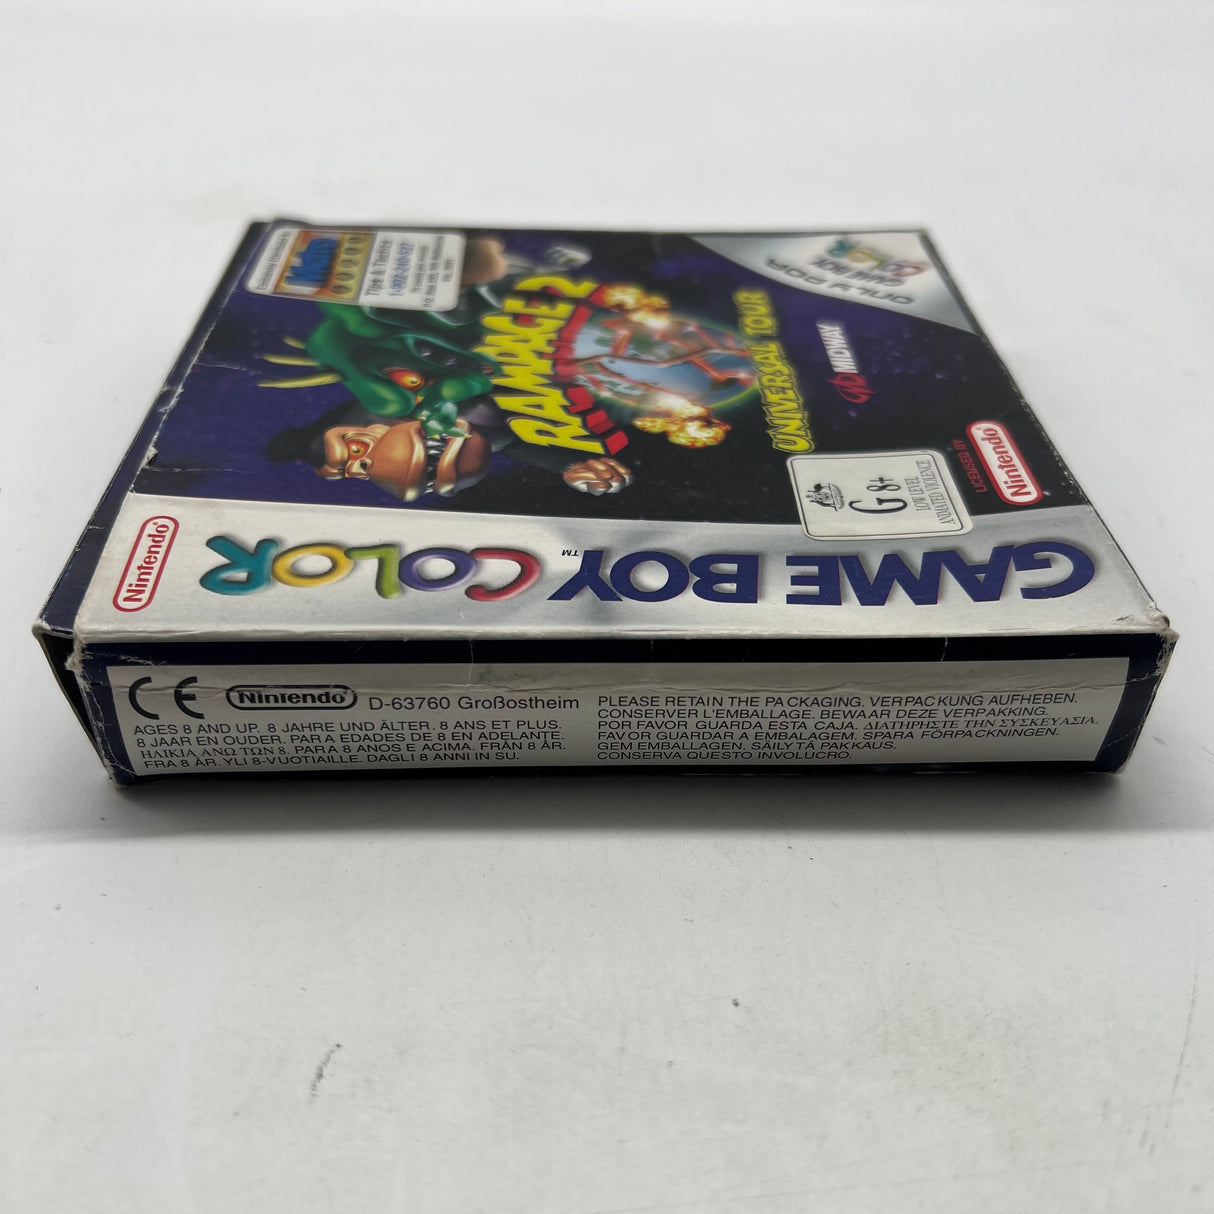 RAMPAGE 2
UNIVERSAL TOUR
MIDWAY
ONLY FOR
GAME BOY
COLOR
Tips & Tactics
LICENSED BY
Nintendo®
G 8+
LOW LEVEL
ANIMATED VIOLENCE
GAME BOY COLOR™
Nintendo®
CE Nintendo® D-63760 Großostheim
AGES 8 AND UP. 8 JAHRE UND ÄLTER. 8 ANS ET PLUS.
8 JAAR EN OUDER. PARA EDADES DE 8 EN ADELANTE.
ΗΛΙΚΙΑ ΑΝΩ ΤΩΝ 8. PARA 8 ANOS E ACIMA. FRÅN 8 ÅR.
FRA 8 ÅR. YLI 8-VUOTIAILLE. DAGLI 8 ANNI IN SU.
PLEASE RETAIN THE PACKAGING. VERPACKUNG AUFHEBEN.
CONSERVER L'EMBALLAGE. BEWAAR DEZE VERPAKKING.
POR FAVOR GUARDA ESTA CAJA. ΔΙΑΤΗΡΗΣΤΕ ΤΗΝ ΣΥΣΚΕΥΑΣΙΑ.
FAVOR GUARDAR A EMBALAGEM. SPARA FÖRPACKNINGEN.
GEM EMBALLAGEN. SÄILYTÄ PAKKAUS.
CONSERVA QUESTO INVOLUCRO.